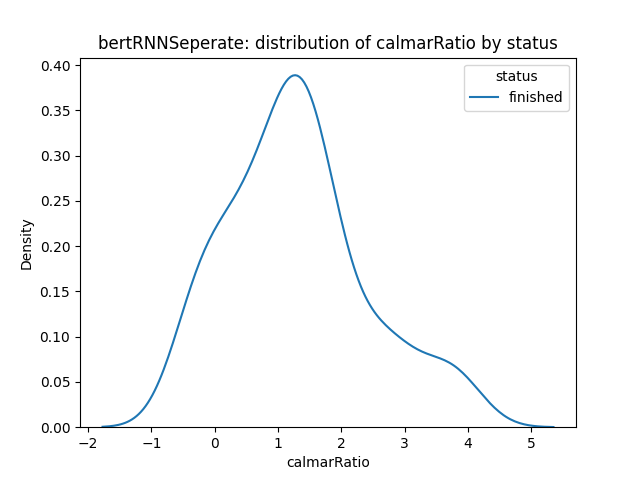 bertRNNSeperate: distribution of calmarRatio by status
status
finished
0.40
0.35
0.30
0.25
0.20
0.15
0.10
0.05
0.00
Density
−2 −1 0 1 2 3 4 5
calmarRatio